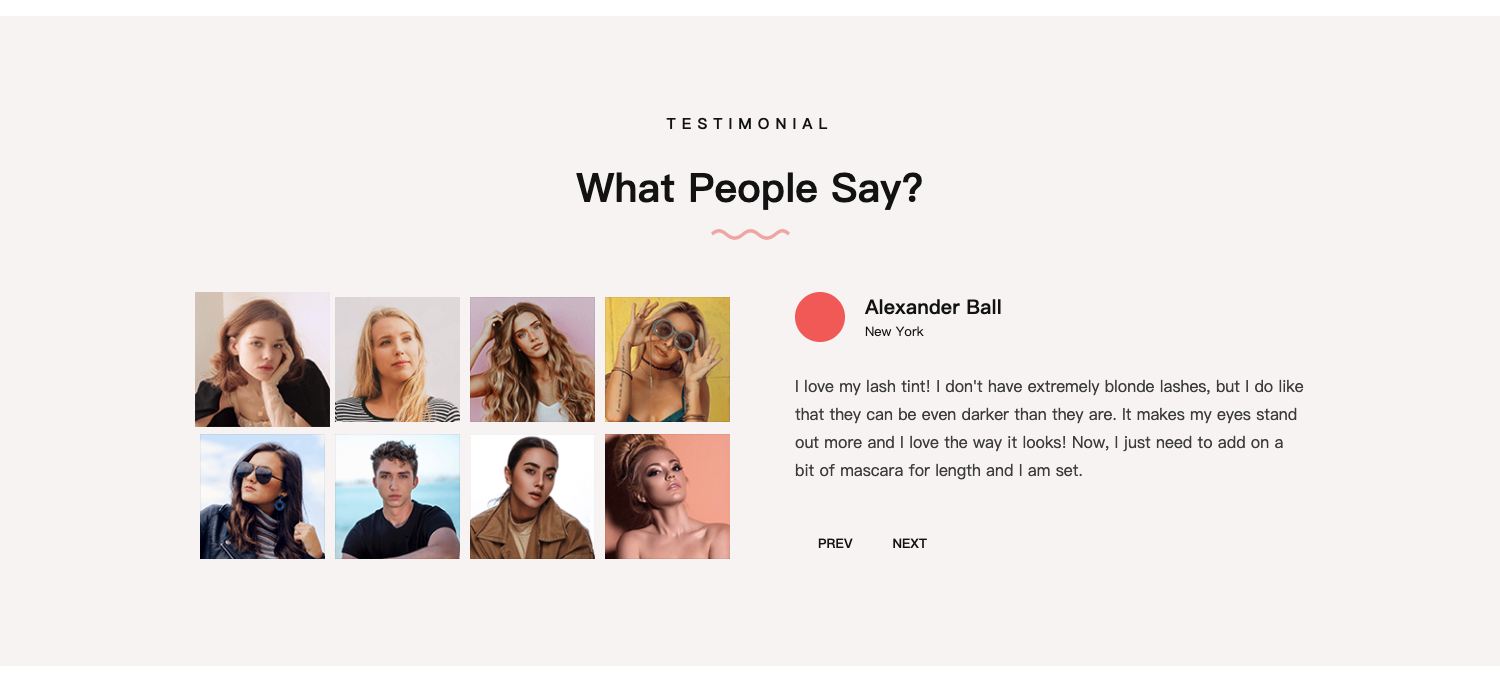 TESTIMONIAL
What People Say?
Alexander Ball
New York
I love my lash tint! I don't have extremely blonde lashes, but I do like
that they can be even darker than they are. It makes my eyes stand
out more and I love the way it looks! Now, I just need to add on a
bit of mascara for length and I am set.
PREV NEXT